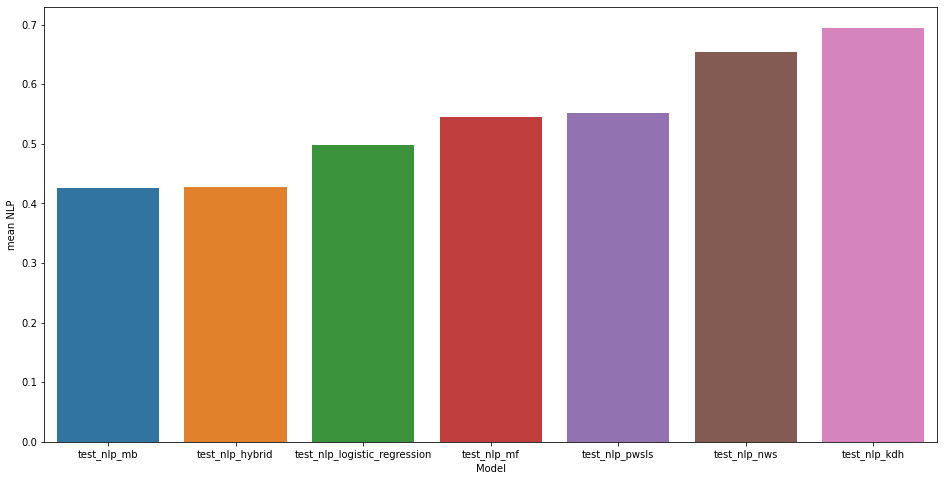 mean NLP
0.7
0.6
0.5
0.4
0.3
0.2
0.1
0.0
test_nlp_mb test_nlp_hybrid test_nlp_logistic_regression test_nlp_mf test_nlp_pwsls test_nlp_nws test_nlp_kdh
Model